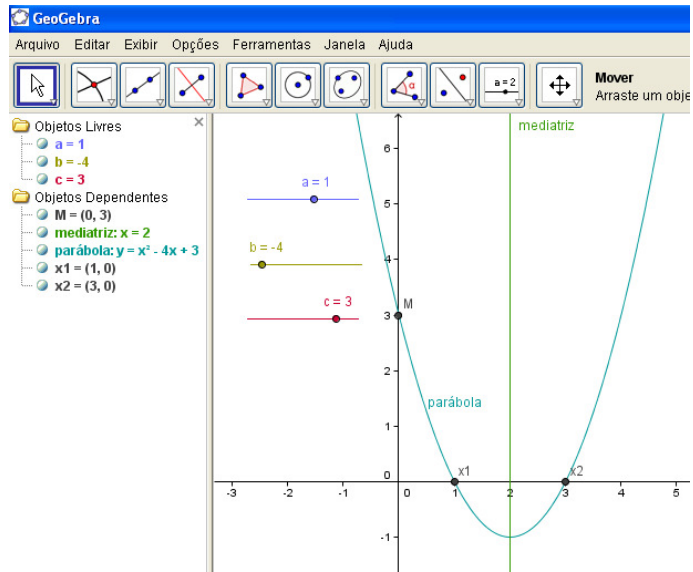 GeoGebra
Arquivo Editar Exibir Opções Ferramentas Janela Ajuda
α
a = 2
Mover
Arraste um obje
Objetos Livres
a = 1
b = -4
c = 3
Objetos Dependentes
M = (0, 3)
mediatriz: x = 2
parábola: y = x² - 4x + 3
x1 = (1, 0)
x2 = (3, 0)
mediatriz
6
a = 1
5
b = -4
4
c = 3
M
3
2
parábola
1
0
x1
x2
-3 -2 -1 0 1 2 3 4 5
-1